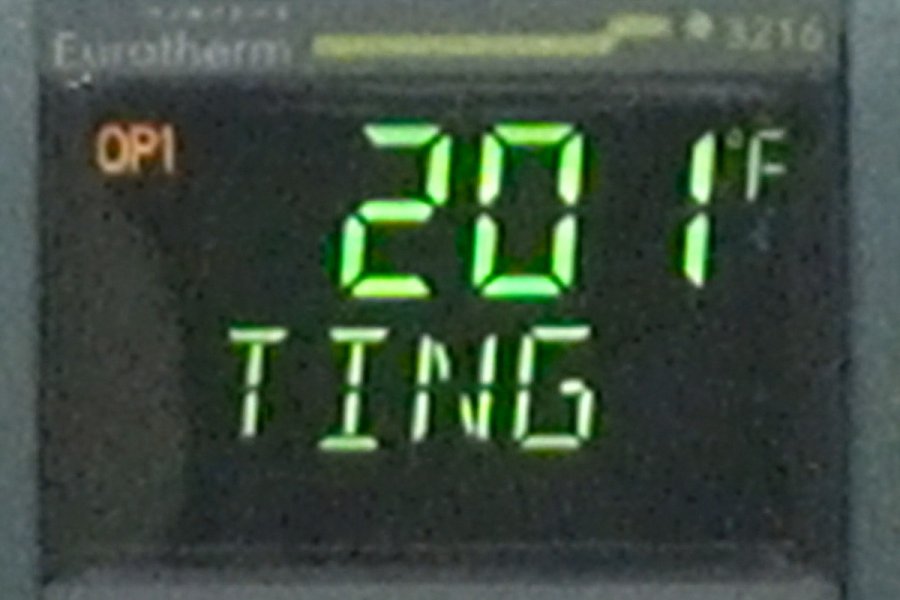 Eurotherm 3216
OP1 201 °F
TING